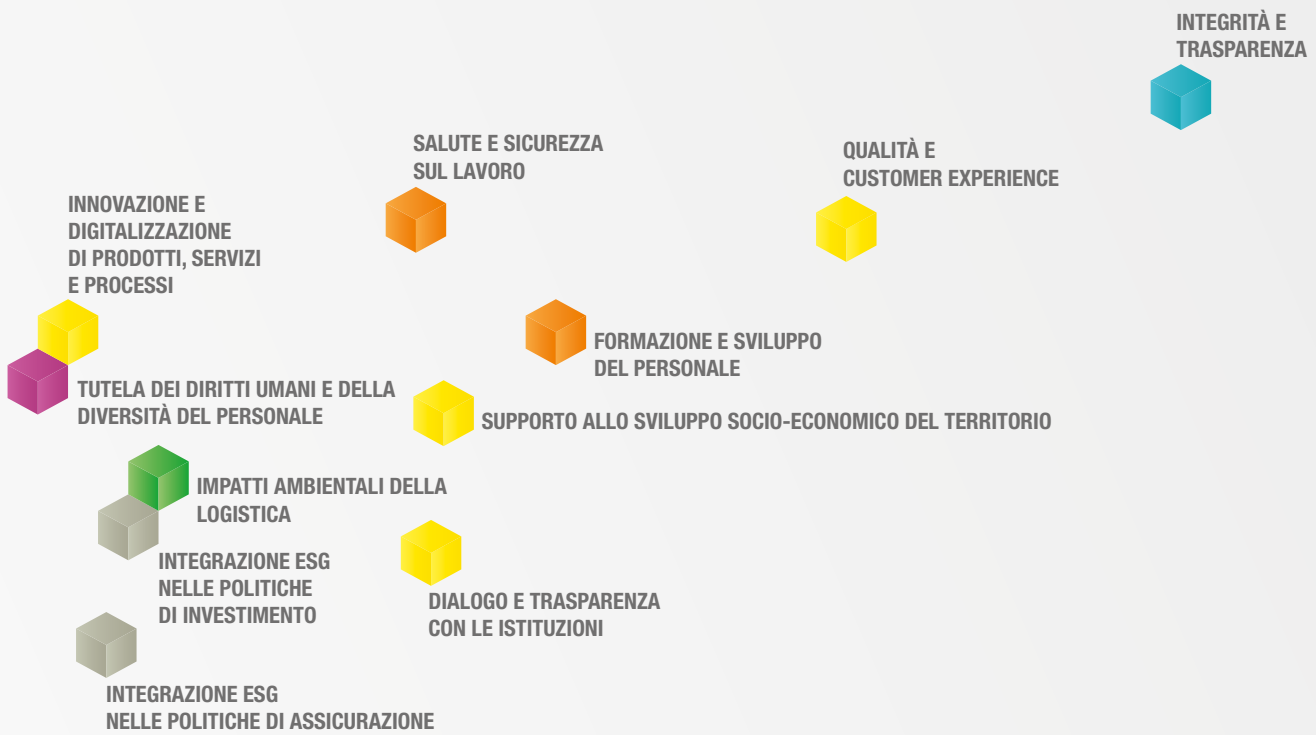 INTEGRITÀ E
TRASPARENZA
SALUTE E SICUREZZA
SUL LAVORO
QUALITÀ E
CUSTOMER EXPERIENCE
INNOVAZIONE E
DIGITALIZZAZIONE
DI PRODOTTI, SERVIZI
E PROCESSI
FORMAZIONE E SVILUPPO
DEL PERSONALE
TUTELA DEI DIRITTI UMANI E DELLA
DIVERSITÀ DEL PERSONALE
SUPPORTO ALLO SVILUPPO SOCIO-ECONOMICO DEL TERRITORIO
IMPATTI AMBIENTALI DELLA
LOGISTICA
INTEGRAZIONE ESG
NELLE POLITICHE
DI INVESTIMENTO
DIALOGO E TRASPARENZA
CON LE ISTITUZIONI
INTEGRAZIONE ESG
NELLE POLITICHE DI ASSICURAZIONE